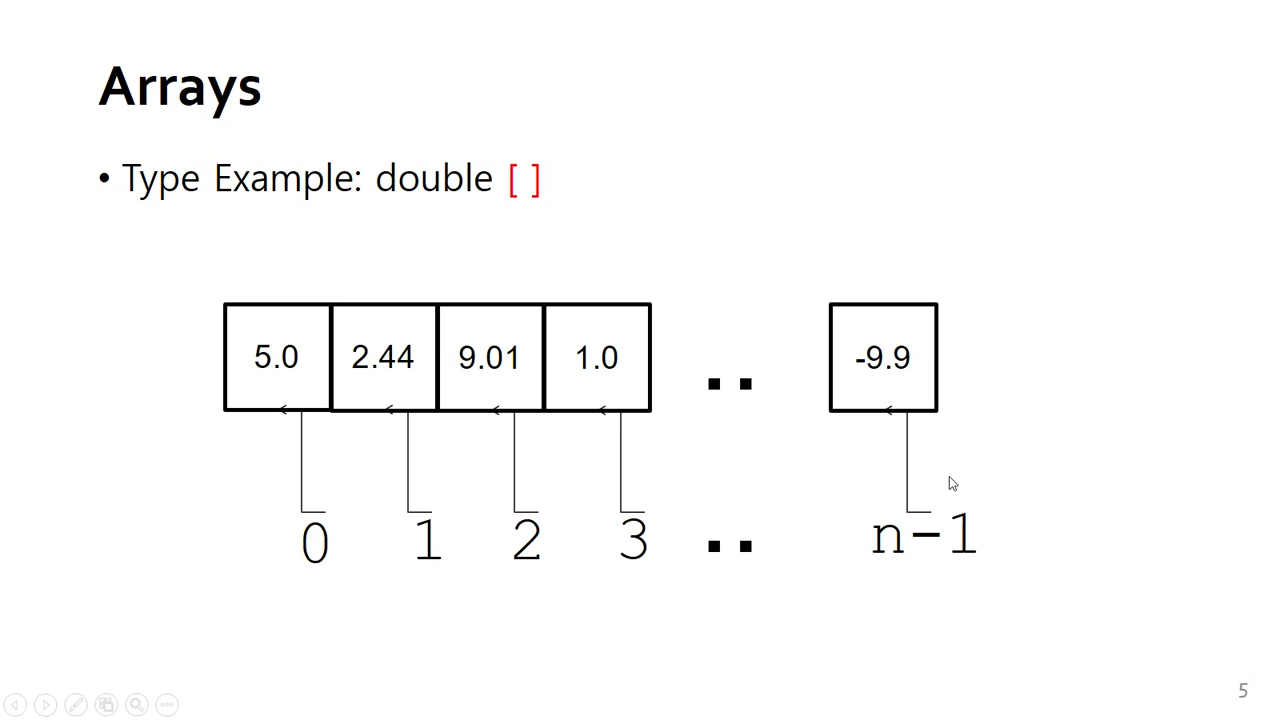 Arrays
• Type Example: double [ ]
5.0 2.44 9.01 1.0 .. -9.9
0 1 2 3 .. n-1
5